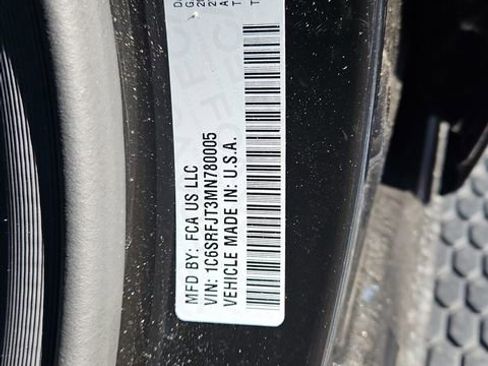 MFD BY: FCA US LLC
VIN: 1C6SRFJT3MN780005
VEHICLE MADE IN: U.S.A.